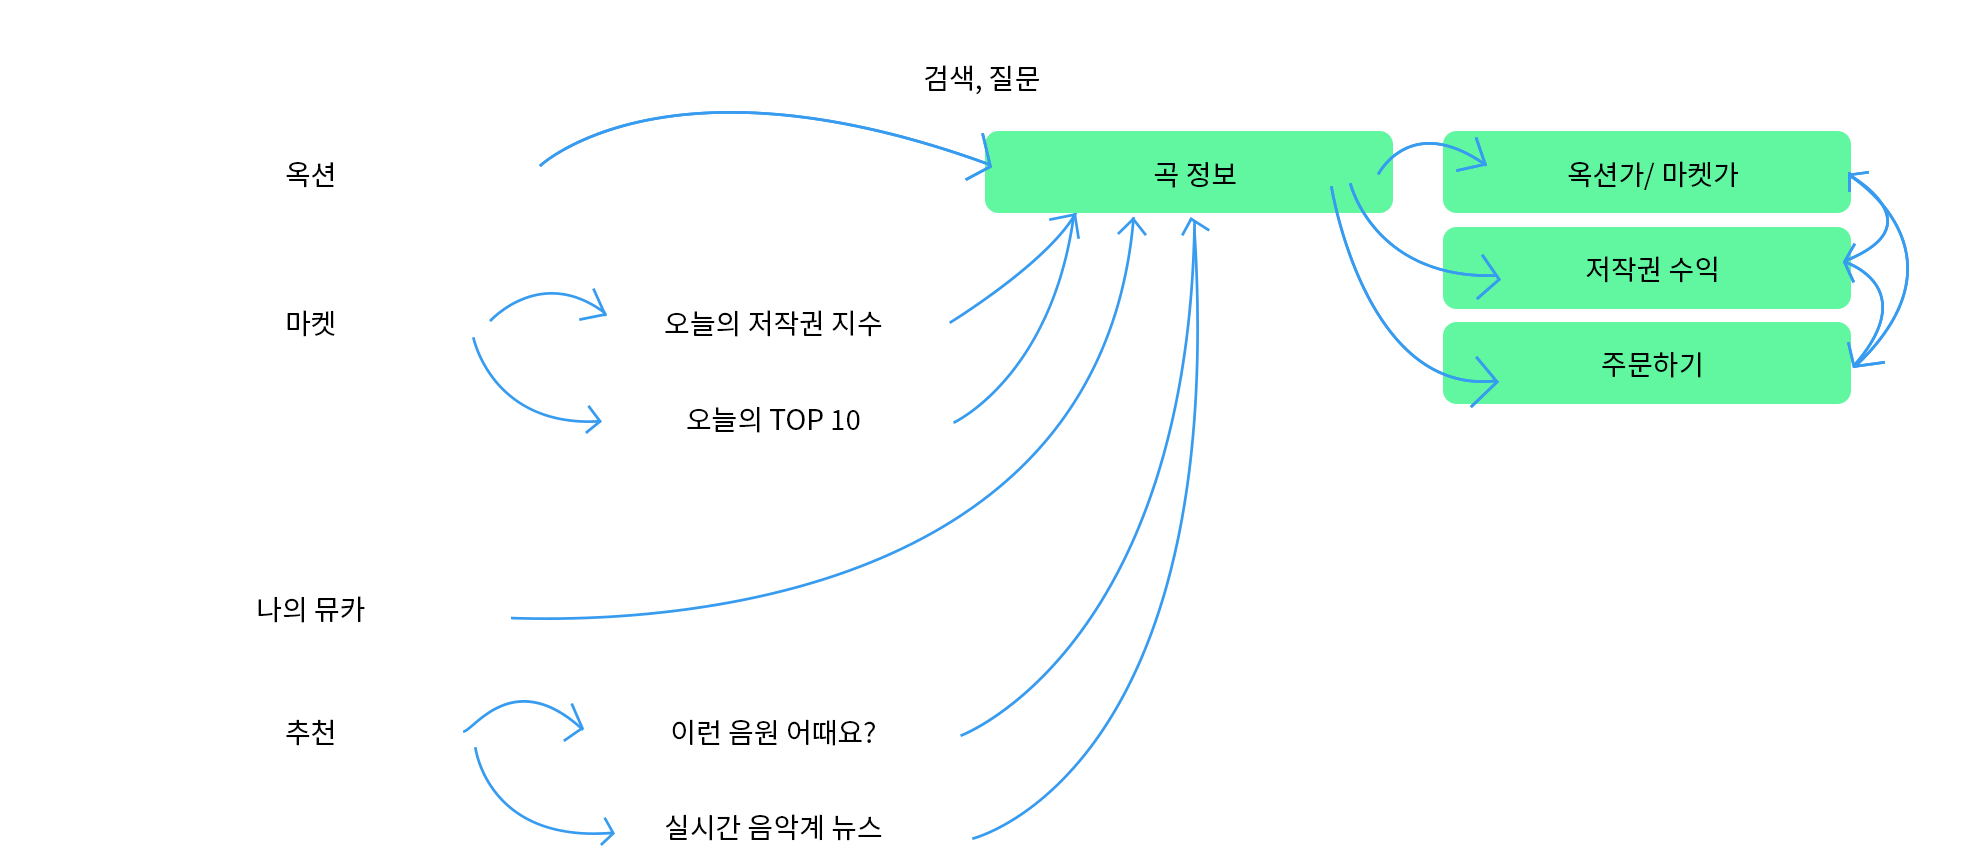 검색, 질문
옥션
곡 정보
옥션가/ 마켓가
저작권 수익
마켓
오늘의 저작권 지수
주문하기
오늘의 TOP 10
나의 뮤카
추천
이런 음원 어때요?
실시간 음악계 뉴스